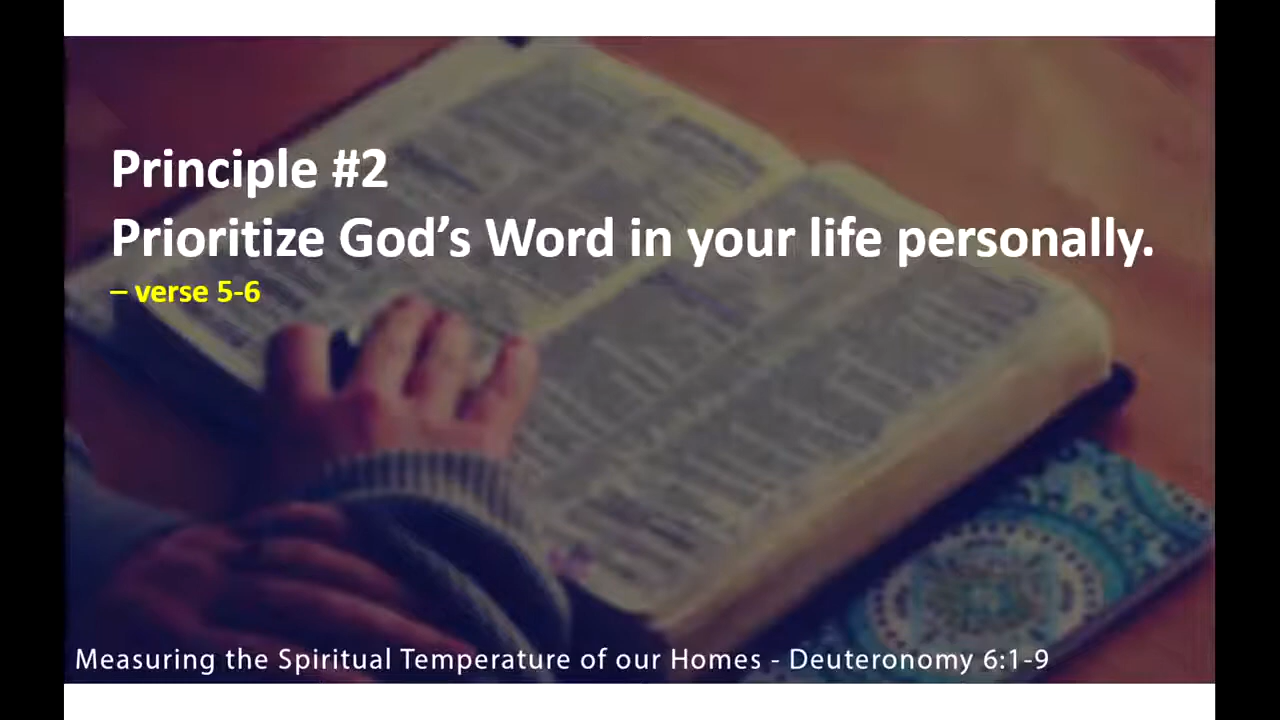 Principle #2
Prioritize God’s Word in your life personally.
– verse 5-6
Measuring the Spiritual Temperature of our Homes - Deuteronomy 6:1-9